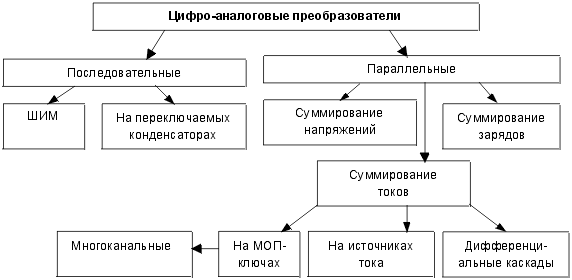 Цифро-аналоговые преобразователи
Последовательные
Параллельные
ШИМ
На переключаемых
конденсаторах
Суммирование
напряжений
Суммирование
зарядов
Суммирование
токов
Многоканальные
На МОП-
ключах
На источниках
тока
Дифференци-
альные каскады